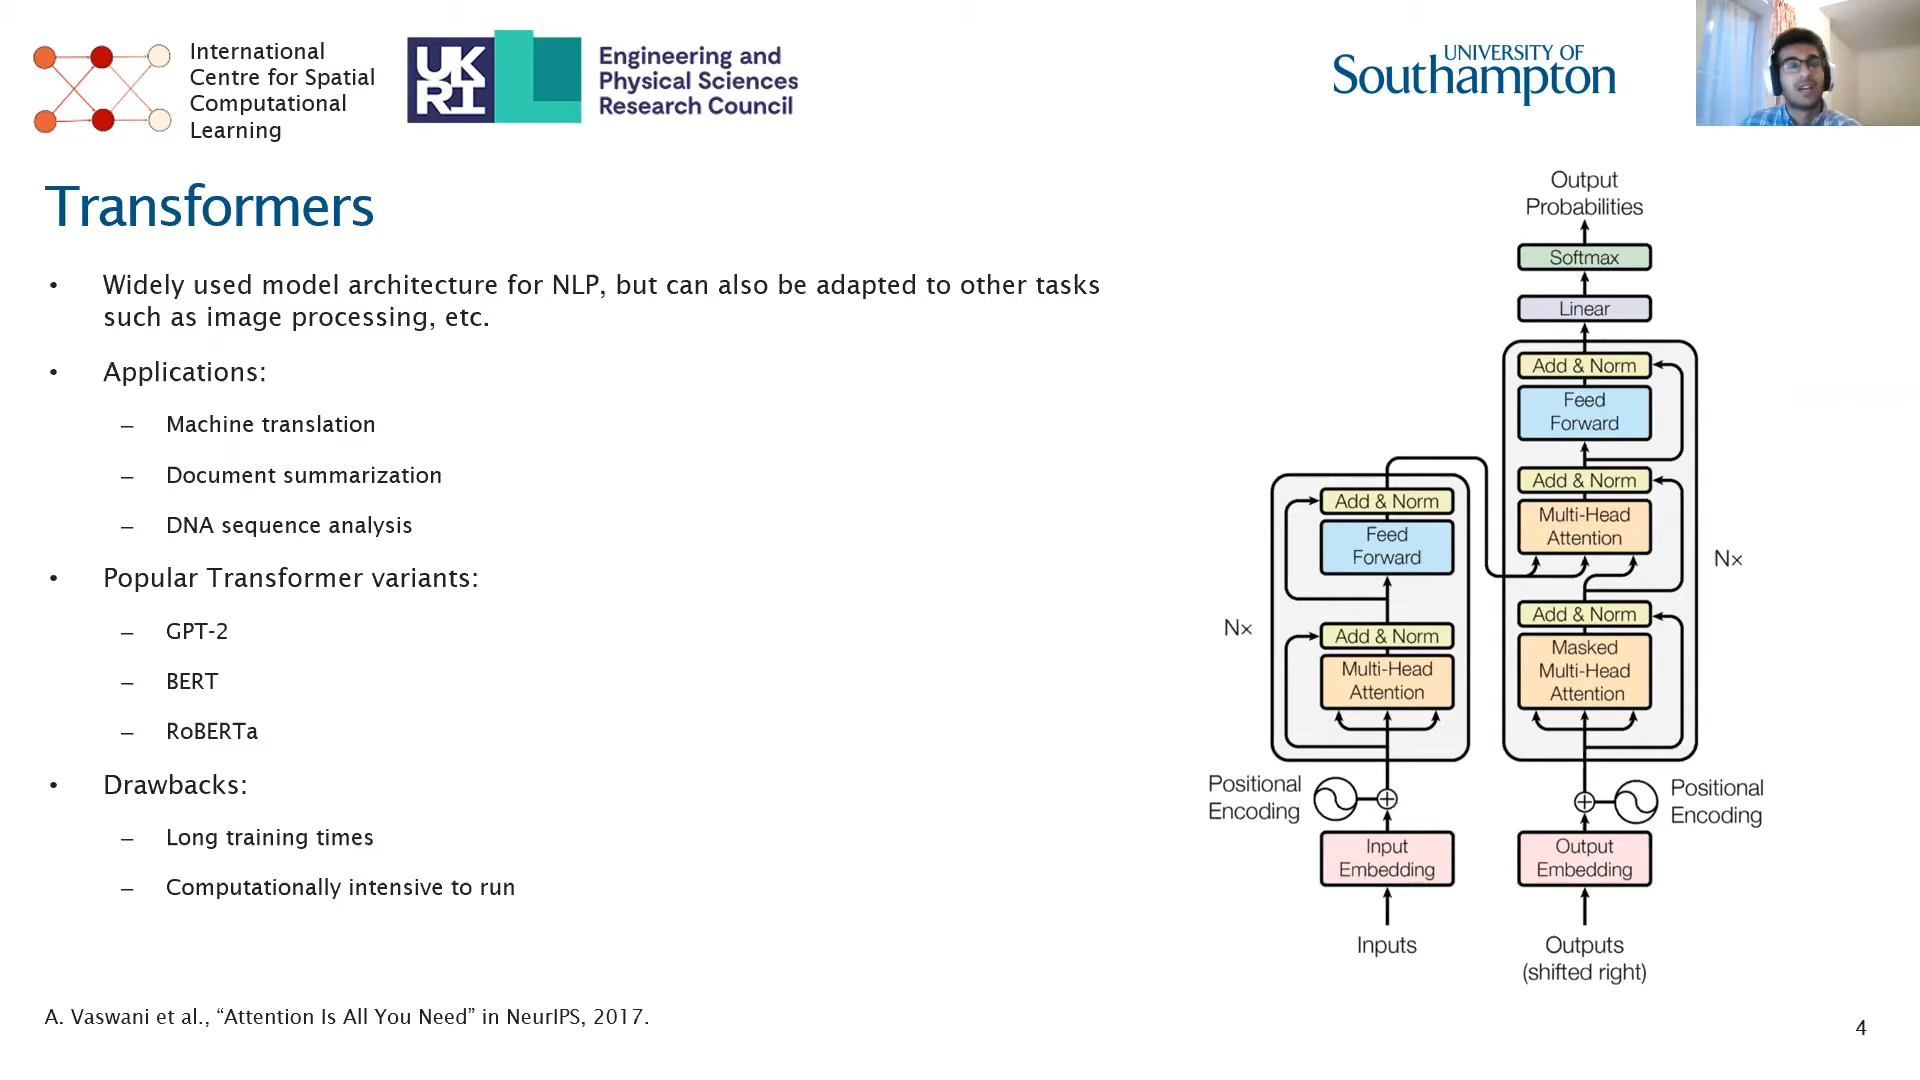 International
Centre for Spatial
Computational
Learning
UK
RI
Engineering and
Physical Sciences
Research Council
UNIVERSITY OF
Southampton
Transformers
• Widely used model architecture for NLP, but can also be adapted to other tasks
such as image processing, etc.
• Applications:
– Machine translation
– Document summarization
– DNA sequence analysis
• Popular Transformer variants:
– GPT-2
– BERT
– RoBERTa
• Drawbacks:
– Long training times
– Computationally intensive to run
Output
Probabilities
Softmax
Linear
Add & Norm
Feed
Forward
Add & Norm
Multi-Head
Attention
Nx
Add & Norm
Masked
Multi-Head
Attention
Positional
Encoding
Output
Embedding
Outputs
(shifted right)
Add & Norm
Feed
Forward
Nx
Add & Norm
Multi-Head
Attention
Positional
Encoding
Input
Embedding
Inputs
A. Vaswani et al., “Attention Is All You Need” in NeurIPS, 2017.
4